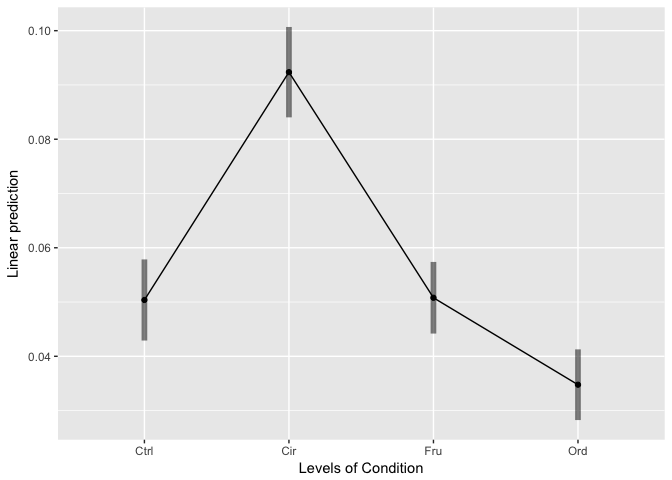 0.10
0.08
0.06
0.04
Linear prediction
Ctrl Cir Fru Ord
Levels of Condition